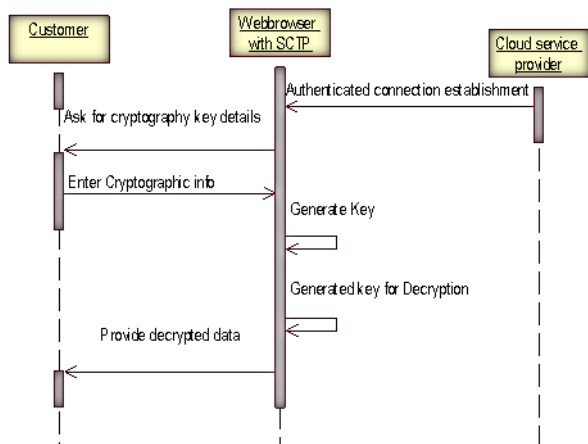 Customer
Webbrowser
with SCTP
Cloud service
provider
Authenticated connection establishment
Ask for cryptography key details
Enter Cryptographic info
Generate Key
Generated key for Decryption
Provide decrypted data